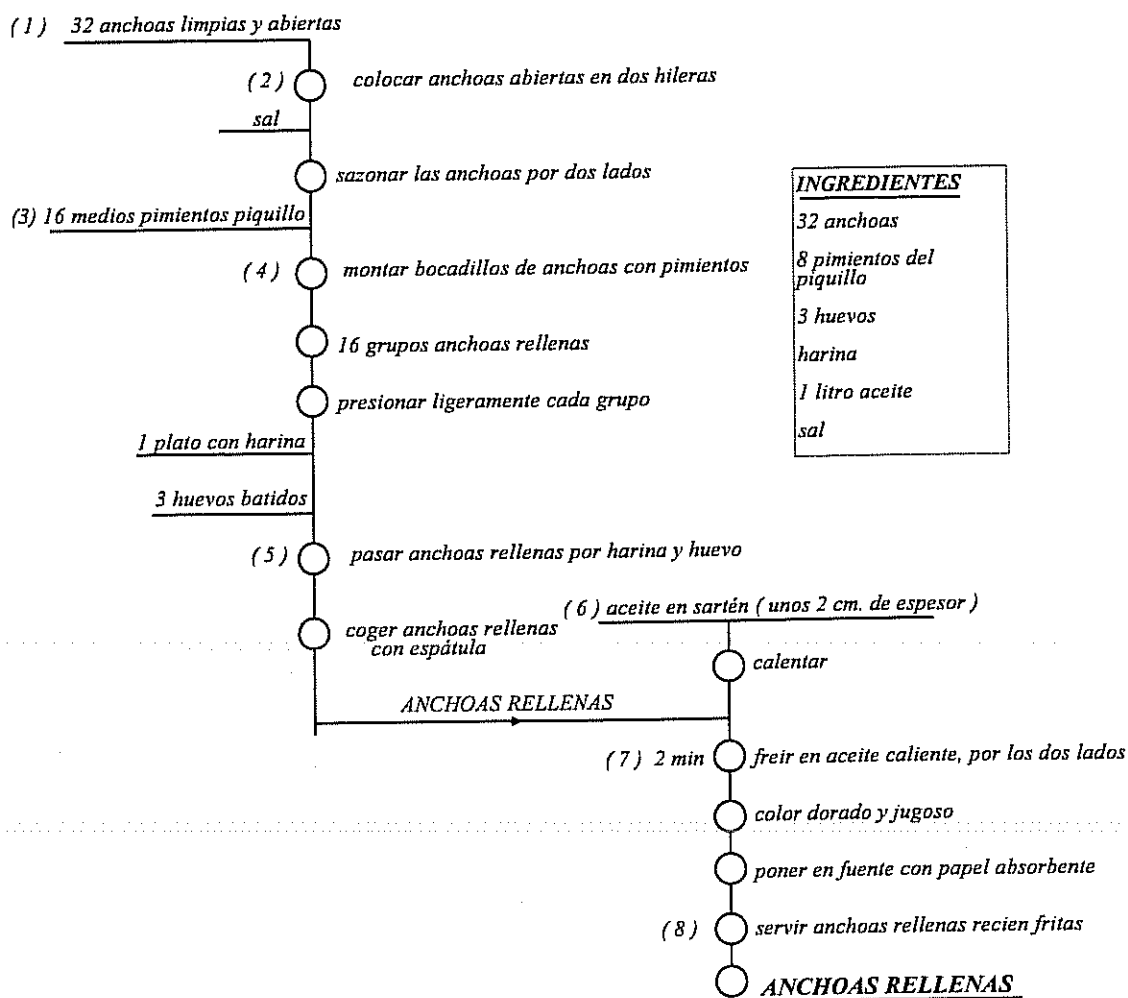 ( 1 ) 32 anchoas limpias y abiertas
( 2 ) colocar anchoas abiertas en dos hileras
sal
sazonar las anchoas por dos lados
(3) 16 medios pimientos piquillo
( 4 ) montar bocadillos de anchoas con pimientos
16 grupos anchoas rellenas
presionar ligeramente cada grupo
1 plato con harina
3 huevos batidos
( 5 ) pasar anchoas rellenas por harina y huevo
coger anchoas rellenas
con espátula
ANCHOAS RELLENAS
INGREDIENTES
32 anchoas
8 pimientos del
piquillo
3 huevos
harina
1 litro aceite
sal
( 6 ) aceite en sartén ( unos 2 cm. de espesor )
calentar
( 7 ) 2 min freir en aceite caliente, por los dos lados
color dorado y jugoso
poner en fuente con papel absorbente
( 8 ) servir anchoas rellenas recien fritas
ANCHOAS RELLENAS